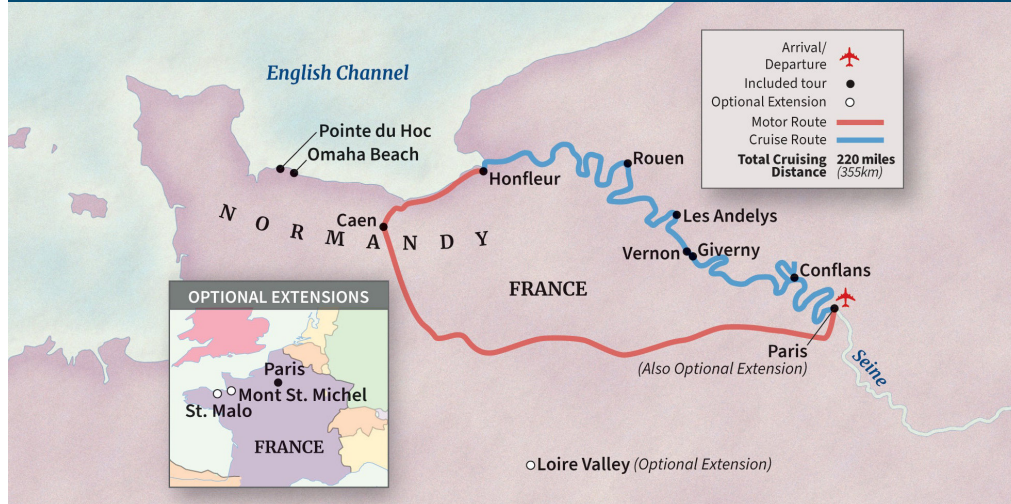 English Channel
Arrival/
Departure
Included tour
Optional Extension
Motor Route
Cruise Route
Total Cruising
Distance
220 miles
(355km)
Pointe du Hoc
Omaha Beach
Honfleur
Rouen
Caen
NORMANDY
Les Andelys
Vernon
Giverny
Conflans
FRANCE
Paris
(Also Optional Extension)
Seine
OPTIONAL EXTENSIONS
Paris
Mont St. Michel
St. Malo
FRANCE
Loire Valley (Optional Extension)